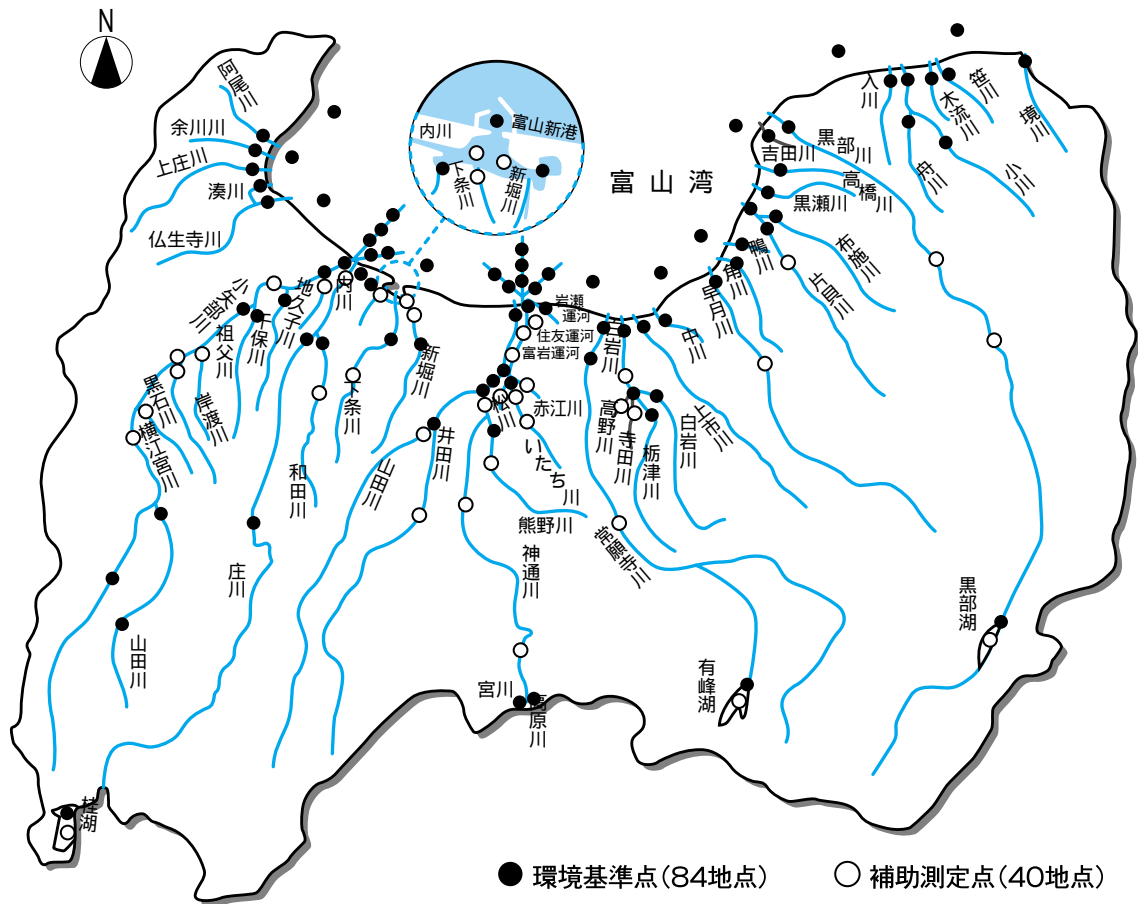 N
阿尾川
余川川
上庄川
湊川
仏生寺川
内川
富山新港
下条川
新堀川
富山湾
入川
木流川
笹川
境川
舟川
小川
黒部川
吉田川
高橋川
黒瀬川
布施川
鴨川
片貝川
角川
早月川
中川
小矢部川
千保川
地久子川
内川
祖父川
岸渡川
黒石川
横江宮川
岩瀬
運河
住友運河
富岩運河
新堀川
下条川
和田川
松川
赤江川
いたち川
井田川
山田川
熊野川
神通川
白岩川
高野川
寺田川
栃津川
白岩川
上市川
常願寺川
庄川
山田川
宮川
高原川
有峰湖
黒部湖
桂湖
環境基準点(84地点)
補助測定点(40地点)